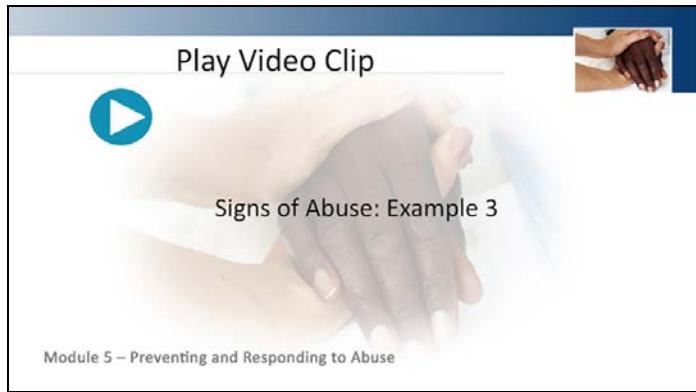 Play Video Clip
Signs of Abuse: Example 3
Module 5 – Preventing and Responding to Abuse